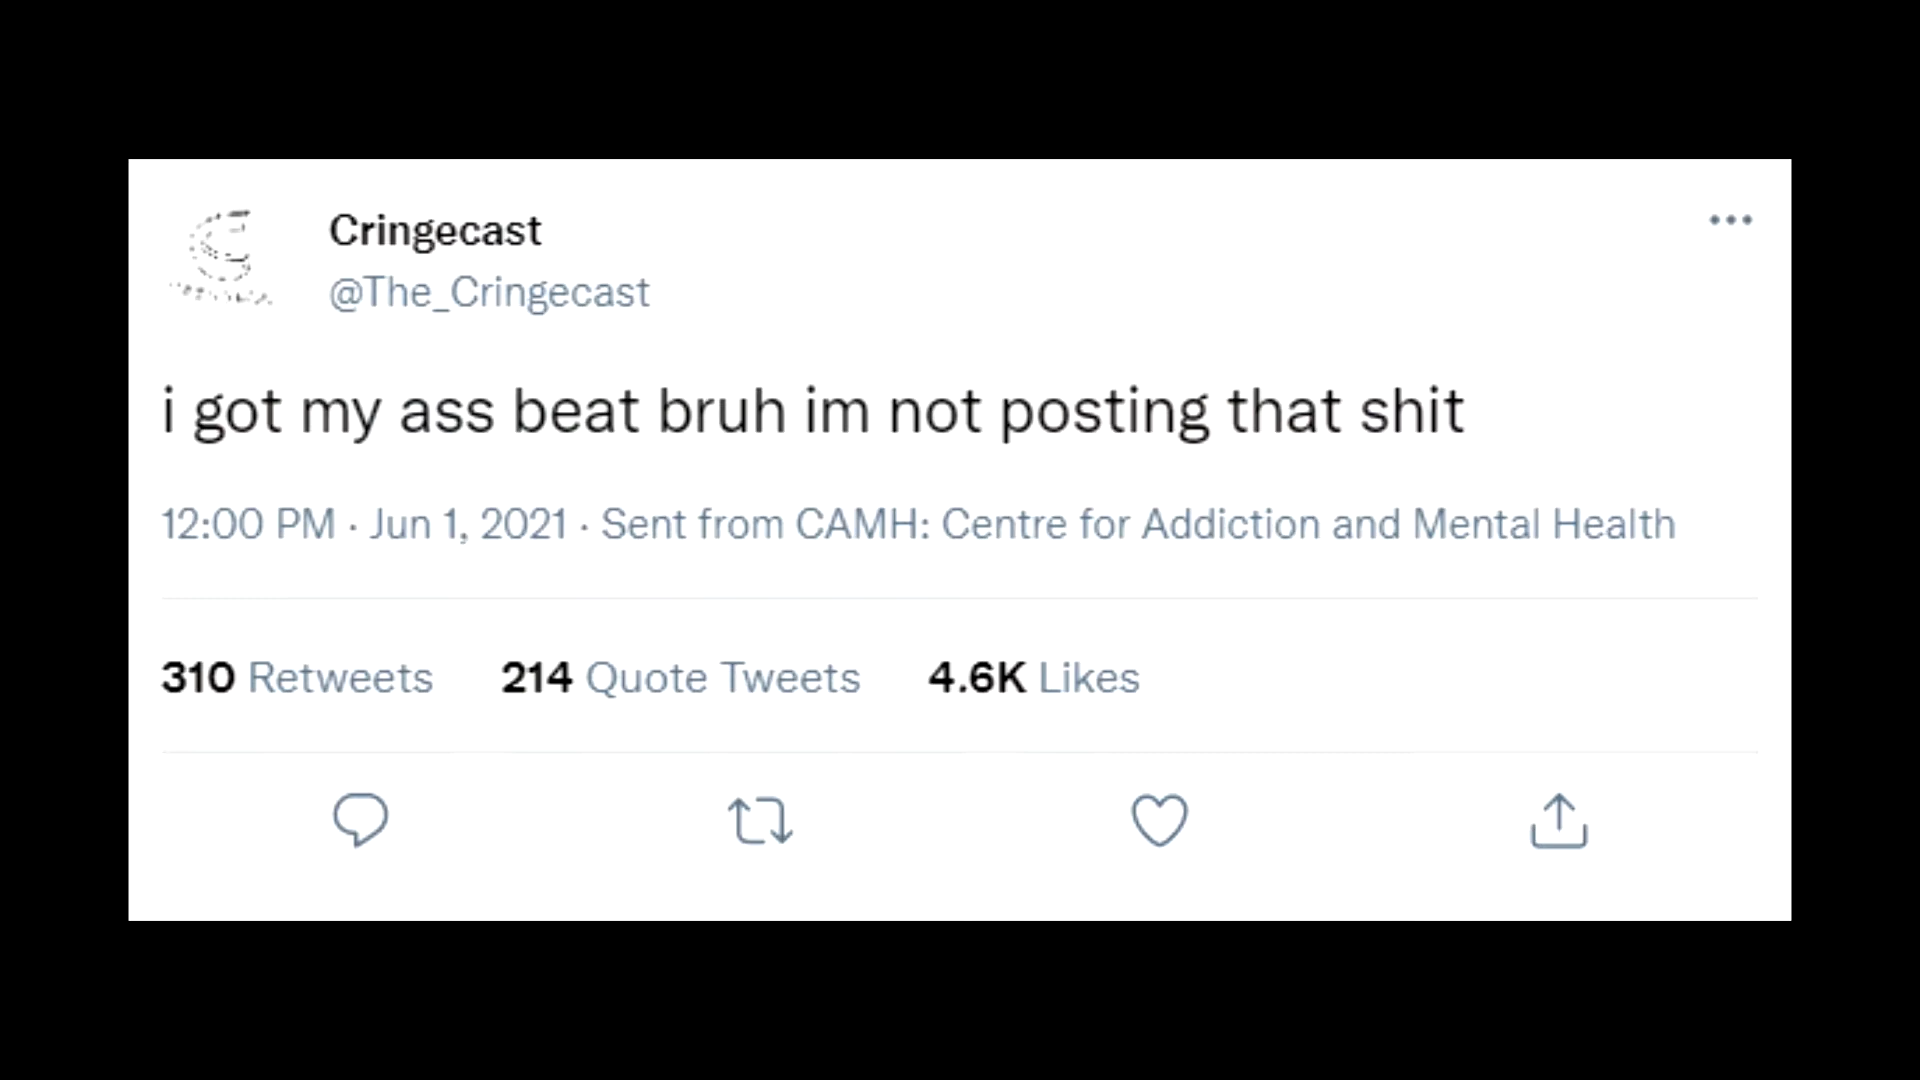 Cringecast
@The_Cringecast
i got my ass beat bruh im not posting that shit
12:00 PM · Jun 1, 2021 · Sent from CAMH: Centre for Addiction and Mental Health
310 Retweets 214 Quote Tweets 4.6K Likes